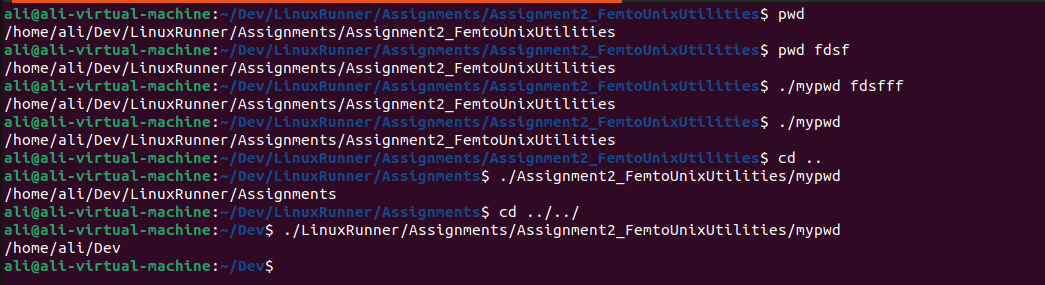 ali@ali-virtual-machine:~/Dev/LinuxRunner/Assignments/Assignment2_FemtoUnixUtilities$ pwd
/home/ali/Dev/LinuxRunner/Assignments/Assignment2_FemtoUnixUtilities
ali@ali-virtual-machine:~/Dev/LinuxRunner/Assignments/Assignment2_FemtoUnixUtilities$ pwd fdsf
/home/ali/Dev/LinuxRunner/Assignments/Assignment2_FemtoUnixUtilities
ali@ali-virtual-machine:~/Dev/LinuxRunner/Assignments/Assignment2_FemtoUnixUtilities$ ./mypwd fdsfff
/home/ali/Dev/LinuxRunner/Assignments/Assignment2_FemtoUnixUtilities
ali@ali-virtual-machine:~/Dev/LinuxRunner/Assignments/Assignment2_FemtoUnixUtilities$ ./mypwd
/home/ali/Dev/LinuxRunner/Assignments/Assignment2_FemtoUnixUtilities
ali@ali-virtual-machine:~/Dev/LinuxRunner/Assignments/Assignment2_FemtoUnixUtilities$ cd ..
ali@ali-virtual-machine:~/Dev/LinuxRunner/Assignments$ ./Assignment2_FemtoUnixUtilities/mypwd
/home/ali/Dev/LinuxRunner/Assignments
ali@ali-virtual-machine:~/Dev/LinuxRunner/Assignments$ cd ../../
ali@ali-virtual-machine:~/Dev$ ./LinuxRunner/Assignments/Assignment2_FemtoUnixUtilities/mypwd
/home/ali/Dev
ali@ali-virtual-machine:~/Dev$